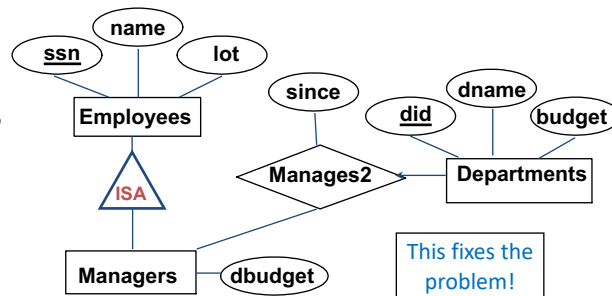 name
ssn
lot
since
dname
did
budget
Employees
Manages2
Departments
ISA
Managers
dbudget
This fixes the
problem!